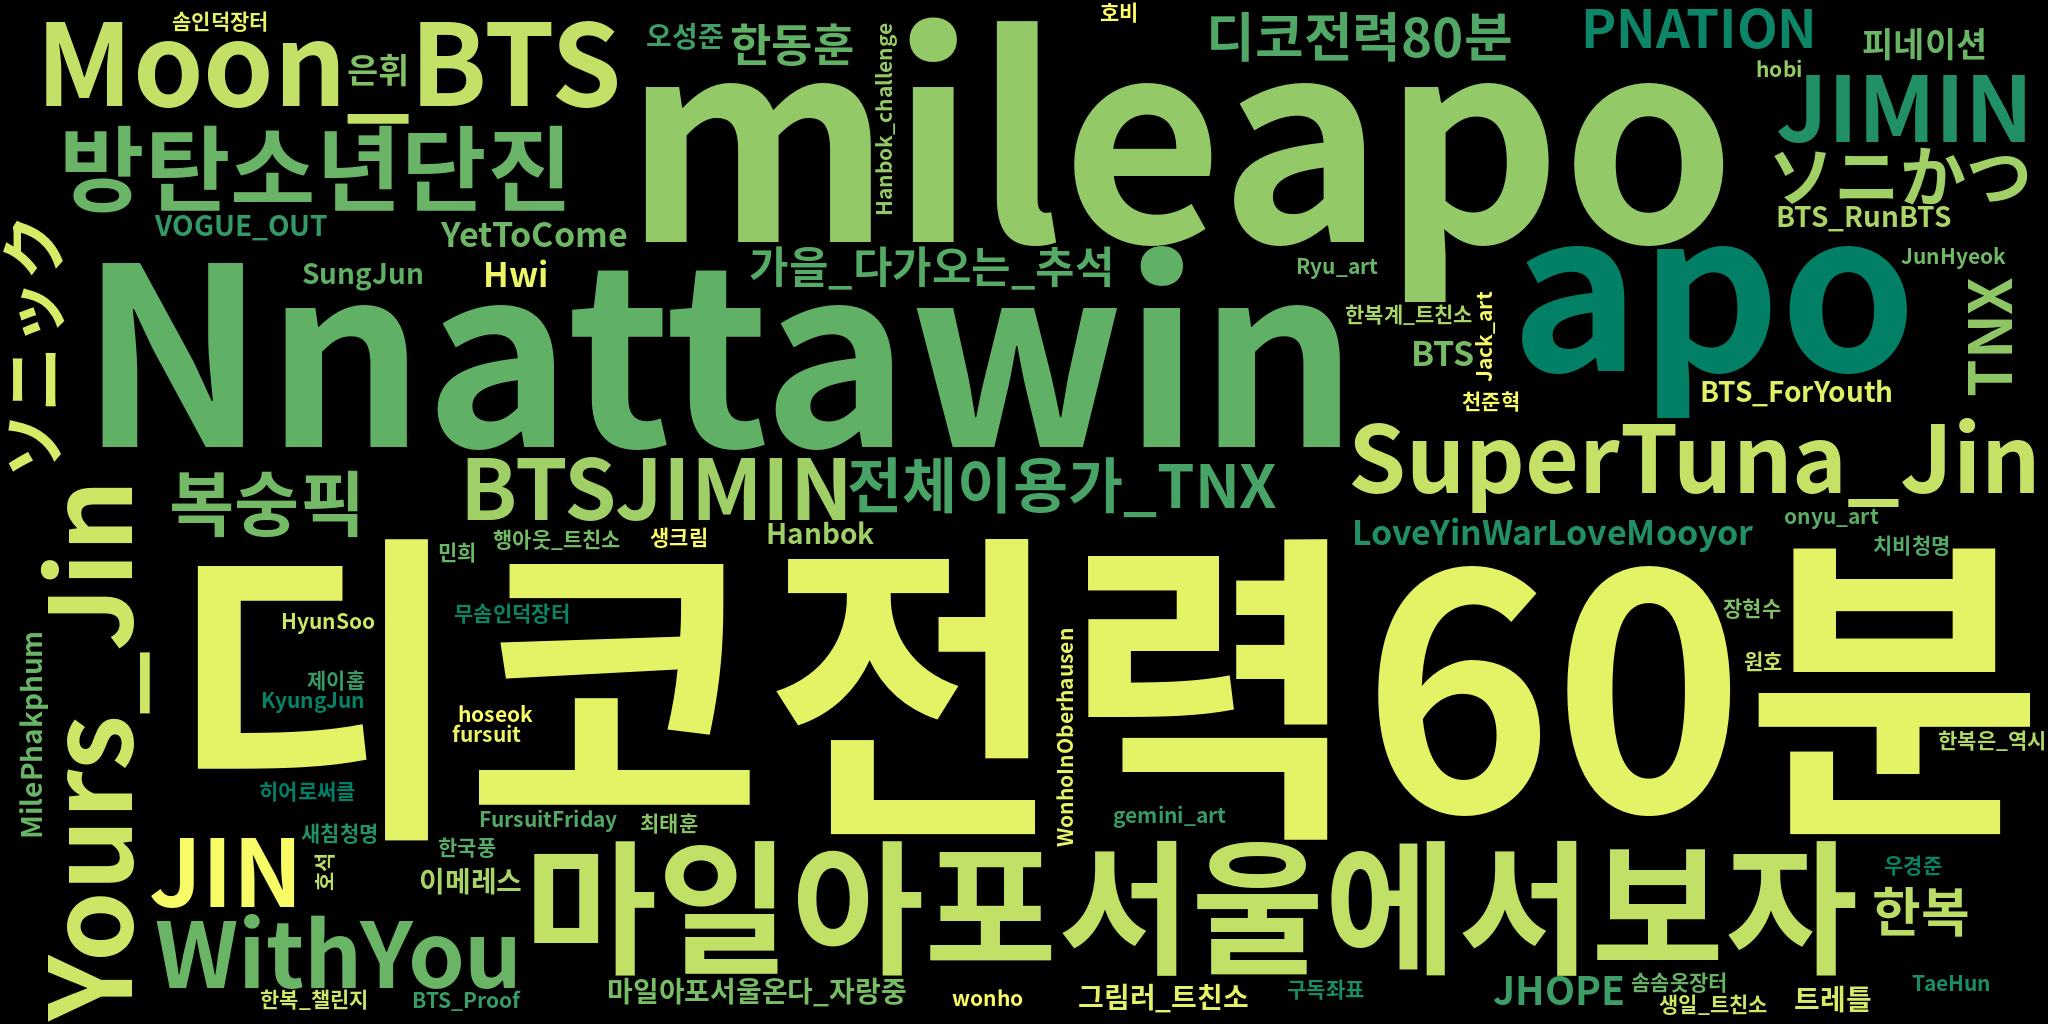 솜인덕장터
Moon_BTS
은휘
오성준
한동훈
Hanbok_challenge
mileapo
호비
디코전력80분
PNATION
피네이션
hobi
JIMIN
방탄소년단진
ソニかつ
VOGUE_OUT
YetToCome
BTS_RunBTS
ソニック
SungJun
Hwi
가을_다가오는_추석
Ryu_art
JunHyeok
Nnattawin
한복계_트친소
BTS
Jack_art
apo
TNX
천준혁
BTS_ForYouth
복숭픽
BTSJIMIN
전체이용가_TNX
SuperTuna_Jin
Yours_Jin
민희
행아웃_트친소
생크림
Hanbok
LoveYinWarLoveMooyor
onyu_art
치비청명
디코전력60분
HyunSoo
무솜인덕장터
장현수
MilePhakphum
제이홉
KyungJun
hoseok
fursuit
WonhoInOberhausen
원호
한복은_역시
히어로써클
새침청명
FursuitFriday
최태훈
gemini_art
한국풍
JIN
호석
이메레스
마일아포서울에서보자
우경준
한복
WithYou
한복_챌린지
BTS_Proof
마일아포서울온다_자랑중
wonho
그림러_트친소
구독좌표
JHOPE
솜솜옷장터
생일_트친소
트레틀
TaeHun